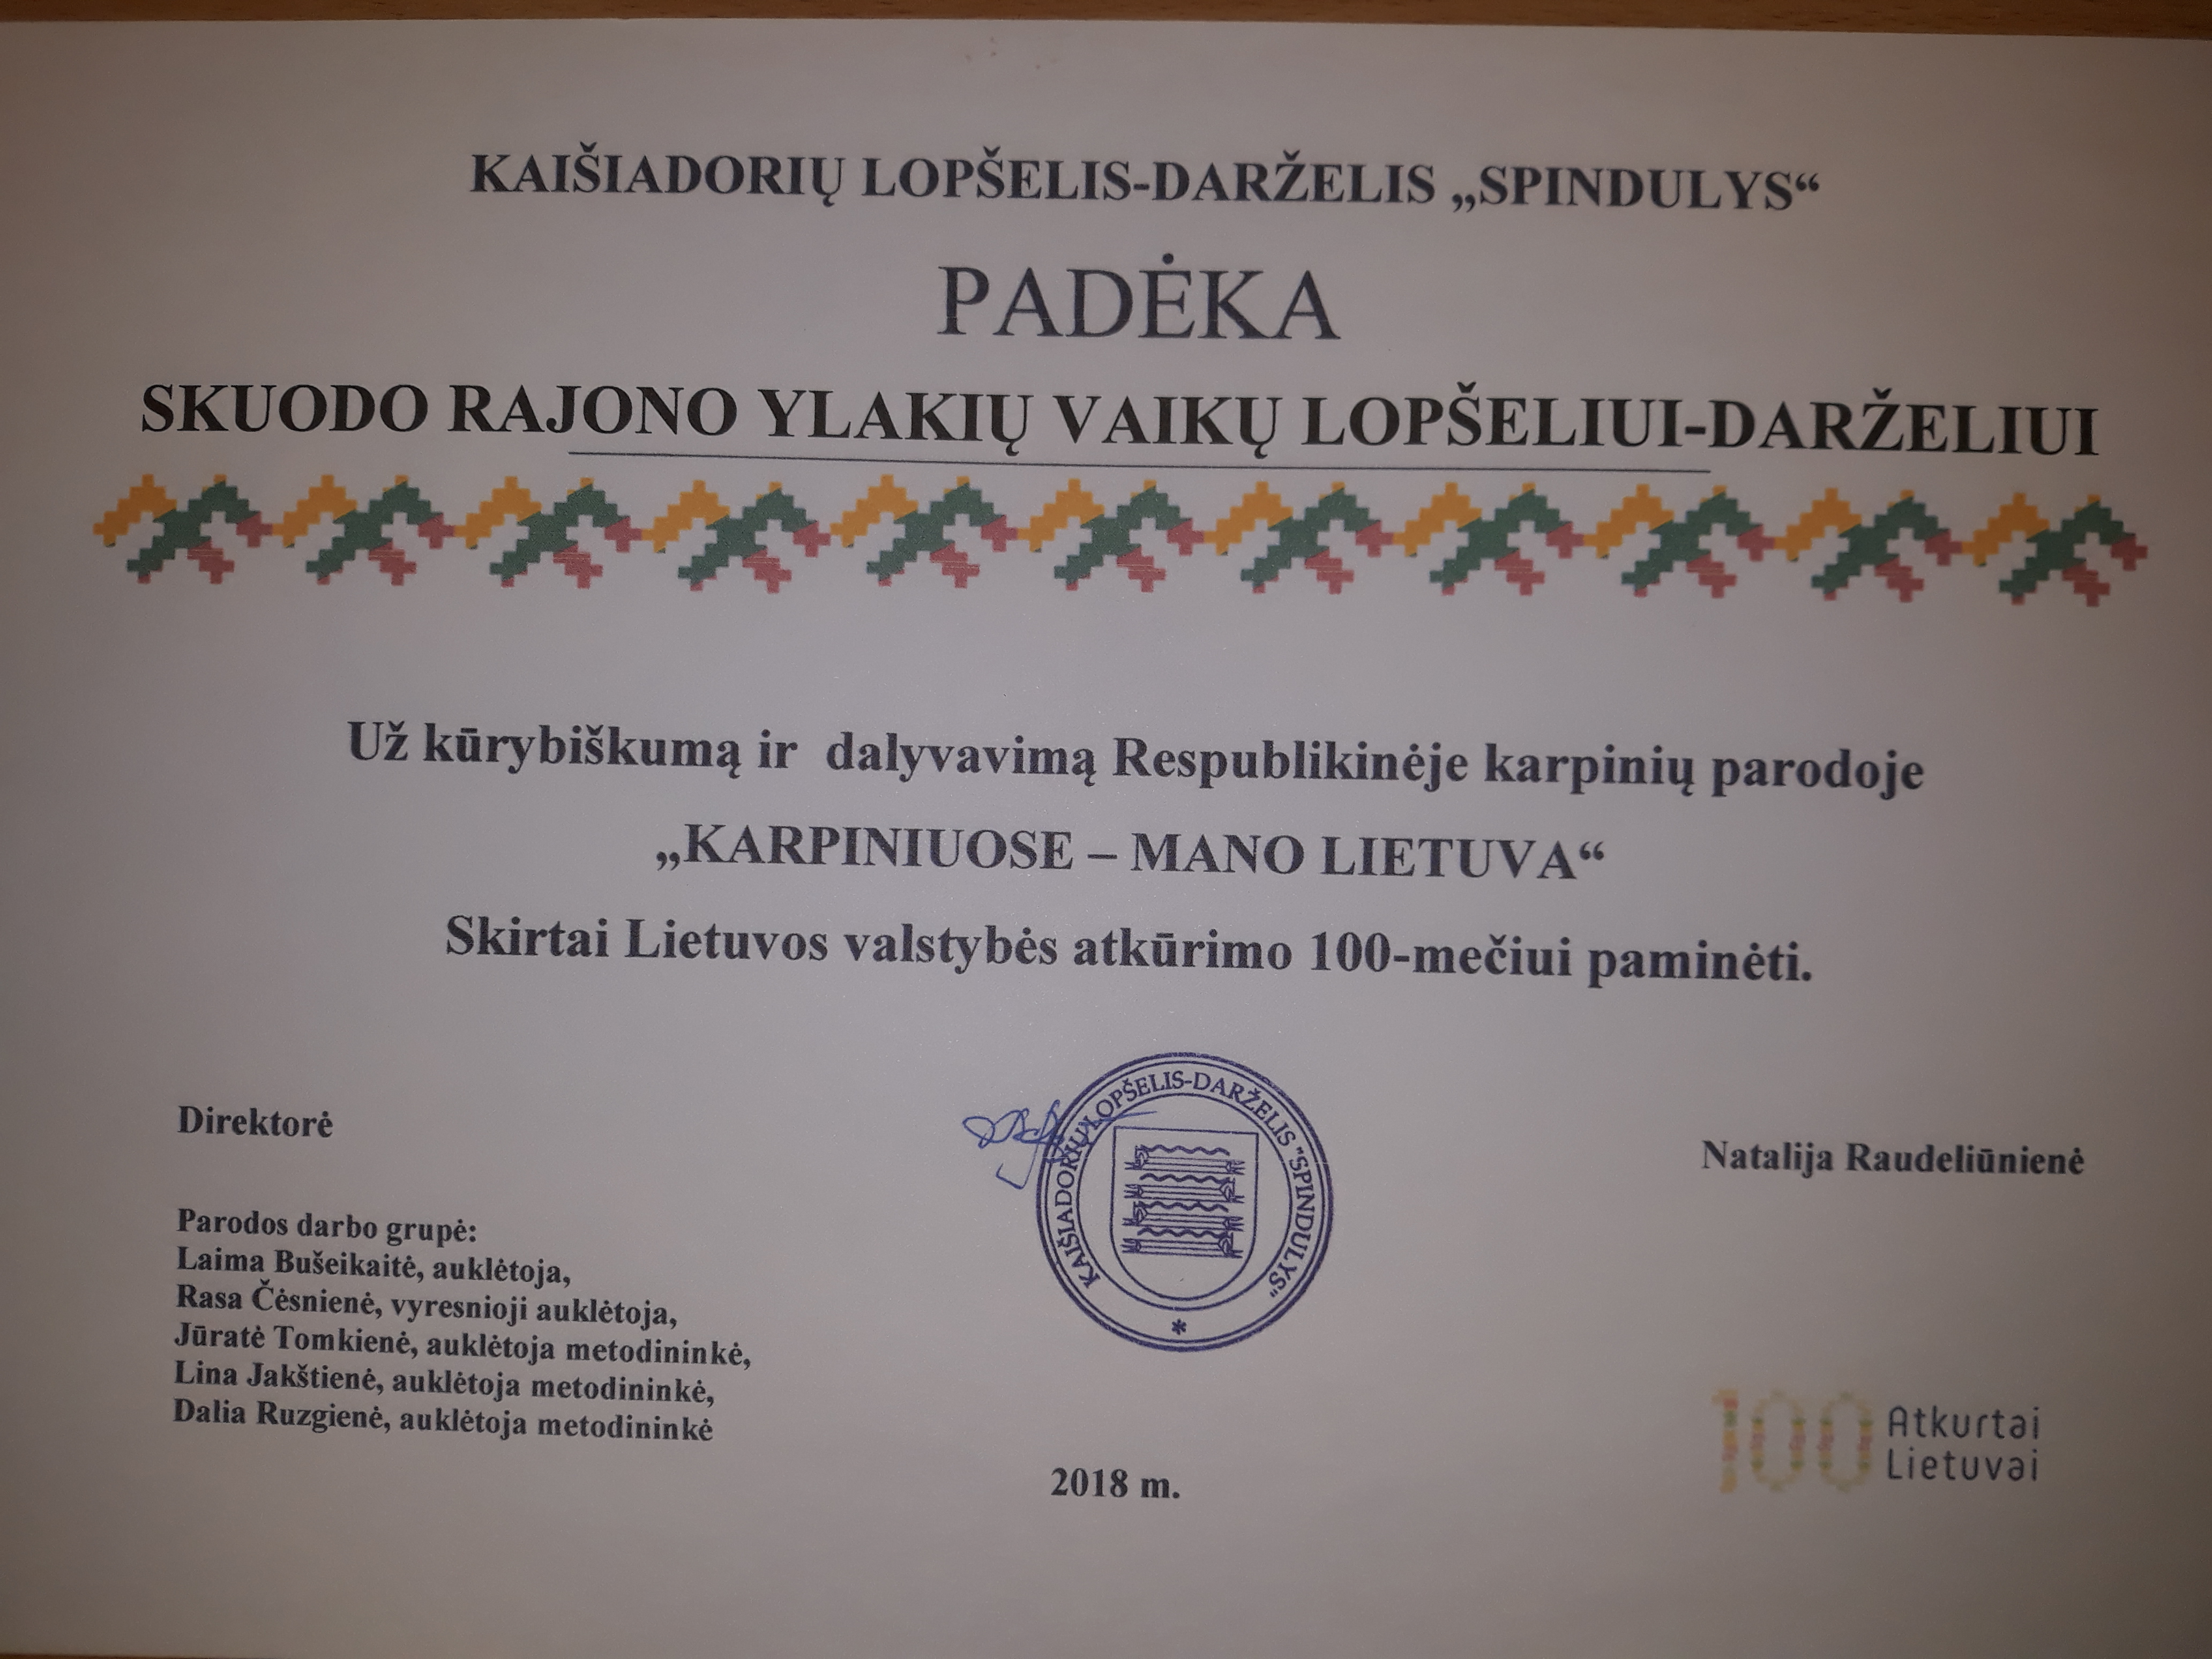 KAIŠIADORIŲ LOPŠELIS-DARŽELIS „SPINDULYS“
PADĖKA
SKUODO RAJONO YLAKIŲ VAIKŲ LOPŠELIUI-DARŽELIUI
Už kūrybiškumą ir dalyvavimą Respublikinėje karpinių parodoje
„KARPINIUOSE – MANO LIETUVA“
Skirtai Lietuvos valstybės atkūrimo 100-mečiui paminėti.
Direktorė
KAIŠIADORIŲ LOPŠELIS-DARŽELIS "SPINDULYS" *
Natalija Raudeliūnienė
Parodos darbo grupė:
Laima Bušeikaitė, auklėtoja,
Rasa Čėsnienė, vyresnioji auklėtoja,
Jūratė Tomkienė, auklėtoja metodininkė,
Lina Jakštienė, auklėtoja metodininkė,
Dalia Ruzgienė, auklėtoja metodininkė
100 Atkurtai
Lietuvai
2018 m.